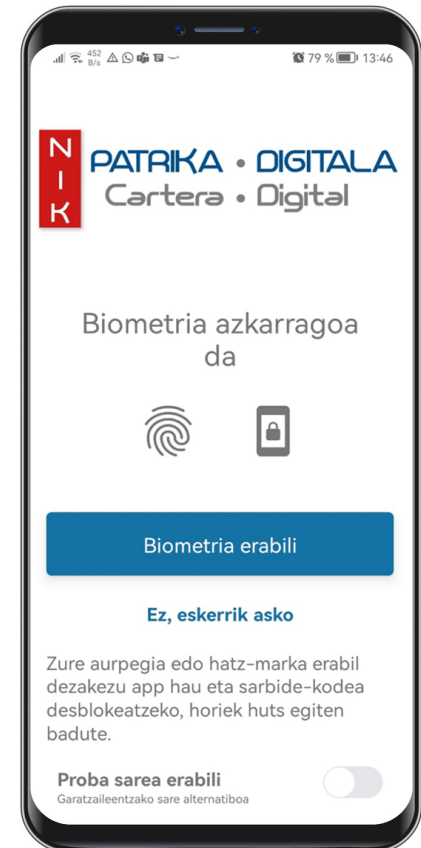 452
B/s
79 % 13:46
NIK
PATRIKA • DIGITALA
Cartera • Digital
Biometria azkarragoa
da
Biometria erabili
Ez, eskerrik asko
Zure aurpegia edo hatz-marka erabil
dezakezu app hau eta sarbide-kodea
desblokeatzeko, horiek huts egiten
badute.
Proba sarea erabili
Garatzaileentzako sare alternatiboa